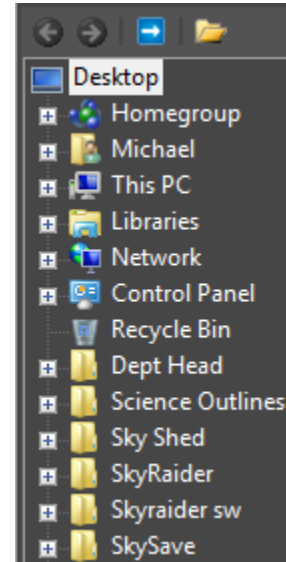 Desktop
Homegroup
Michael
This PC
Libraries
Network
Control Panel
Recycle Bin
Dept Head
Science Outlines
Sky Shed
SkyRaider
Skyraider sw
SkySave